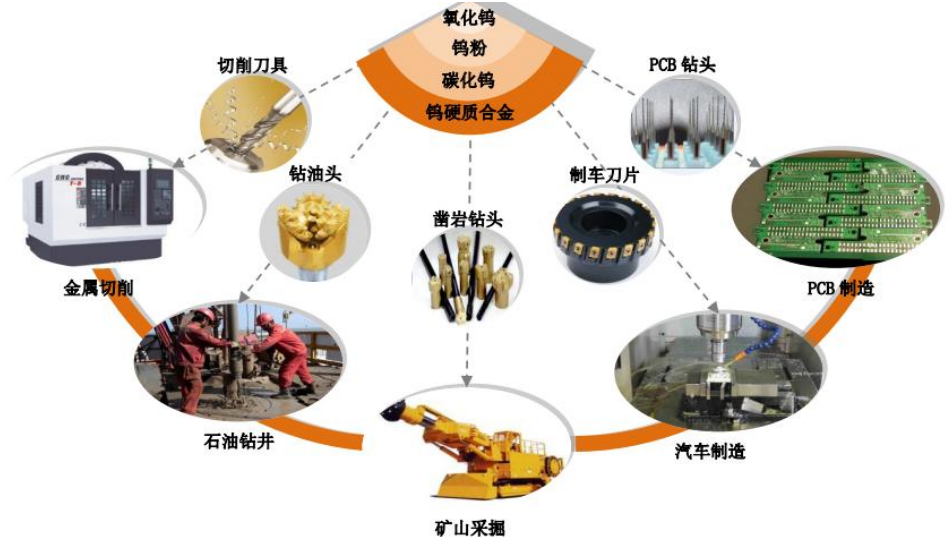 氧化钨
钨粉
碳化钨
钨硬质合金
切削刀具
PCB 钻头
钻油头
凿岩钻头
制车刀片
金属切削
PCB 制造
石油钻井
汽车制造
矿山采掘